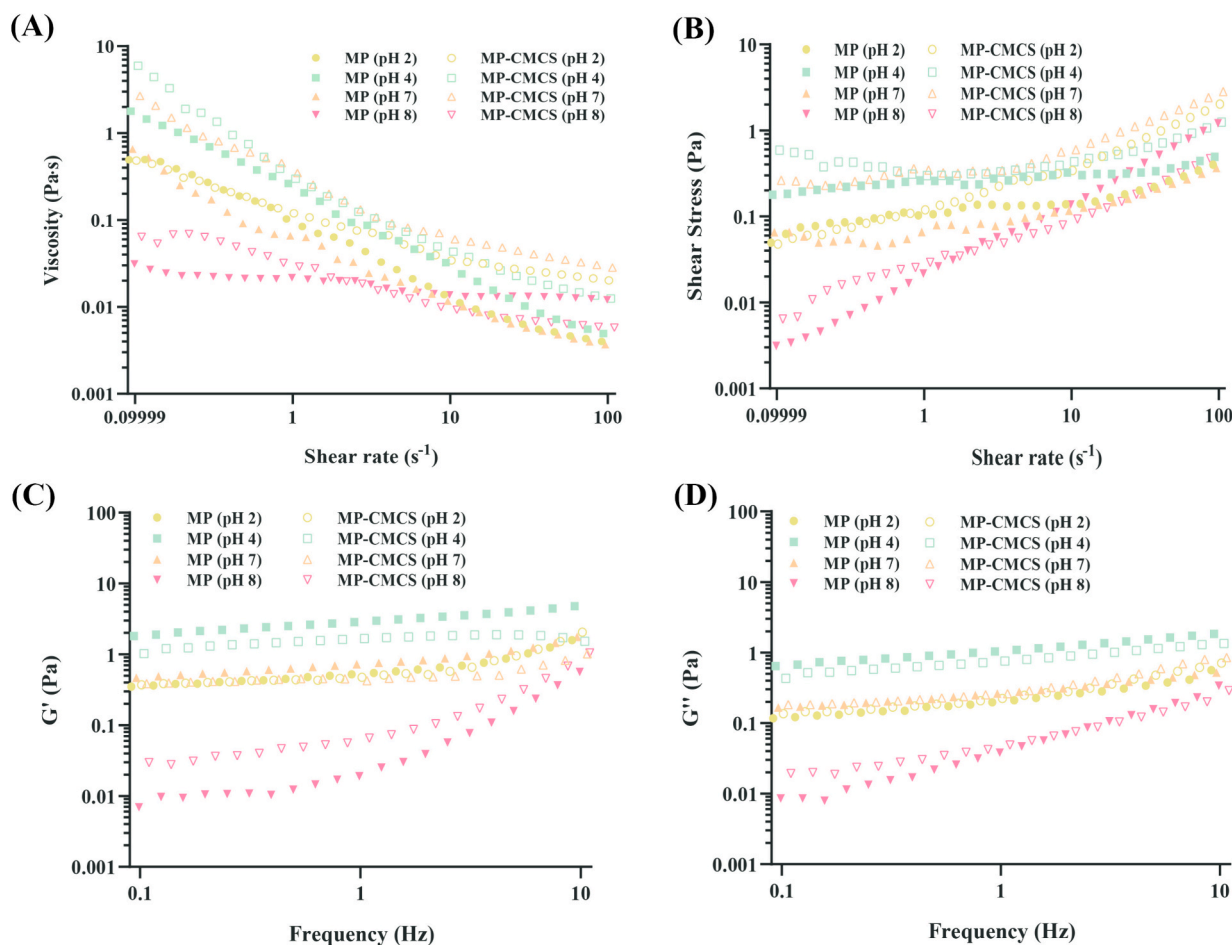 (A)
10
1
0.1
0.01
0.001
Viscosity (Pa·s)
MP (pH 2)
MP (pH 4)
MP (pH 7)
MP (pH 8)
MP-CMCS (pH 2)
MP-CMCS (pH 4)
MP-CMCS (pH 7)
MP-CMCS (pH 8)
0.09999
1
10
100
Shear rate (s⁻¹)
(B)
10
1
0.1
0.01
0.001
Shear Stress (Pa)
MP (pH 2)
MP (pH 4)
MP (pH 7)
MP (pH 8)
MP-CMCS (pH 2)
MP-CMCS (pH 4)
MP-CMCS (pH 7)
MP-CMCS (pH 8)
0.09999
1
10
100
Shear rate (s⁻¹)
(C)
100
10
1
0.1
0.01
0.001
G' (Pa)
MP (pH 2)
MP (pH 4)
MP (pH 7)
MP (pH 8)
MP-CMCS (pH 2)
MP-CMCS (pH 4)
MP-CMCS (pH 7)
MP-CMCS (pH 8)
0.1
1
10
Frequency (Hz)
(D)
100
10
1
0.1
0.01
0.001
G'' (Pa)
MP (pH 2)
MP (pH 4)
MP (pH 7)
MP (pH 8)
MP-CMCS (pH 2)
MP-CMCS (pH 4)
MP-CMCS (pH 7)
MP-CMCS (pH 8)
0.1
1
10
Frequency (Hz)